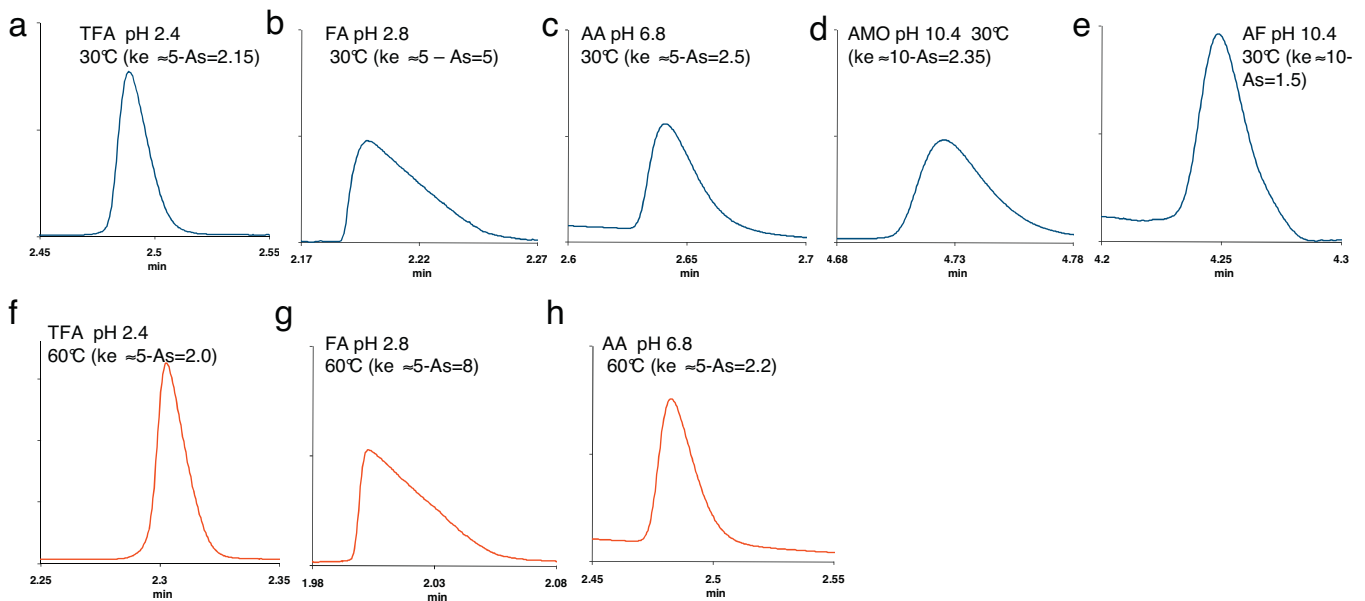 a
TFA pH 2.4
30°C (ke ≈5-As=2.15)
2.45
2.5
2.55
min
b
FA pH 2.8
30°C (ke ≈5 – As=5)
2.17
2.22
2.27
min
c
AA pH 6.8
30°C (ke ≈5-As=2.5)
2.6
2.65
2.7
min
d
AMO pH 10.4 30°C
(ke ≈10-As=2.35)
4.68
4.73
4.78
min
e
AF pH 10.4
30°C (ke ≈10-
As=1.5)
4.2
4.25
4.3
min
f
TFA pH 2.4
60°C (ke ≈5-As=2.0)
2.25
2.3
2.35
min
g
FA pH 2.8
60°C (ke ≈5-As=8)
1.98
2.03
2.08
min
h
AA pH 6.8
60°C (ke ≈5-As=2.2)
2.45
2.5
2.55
min